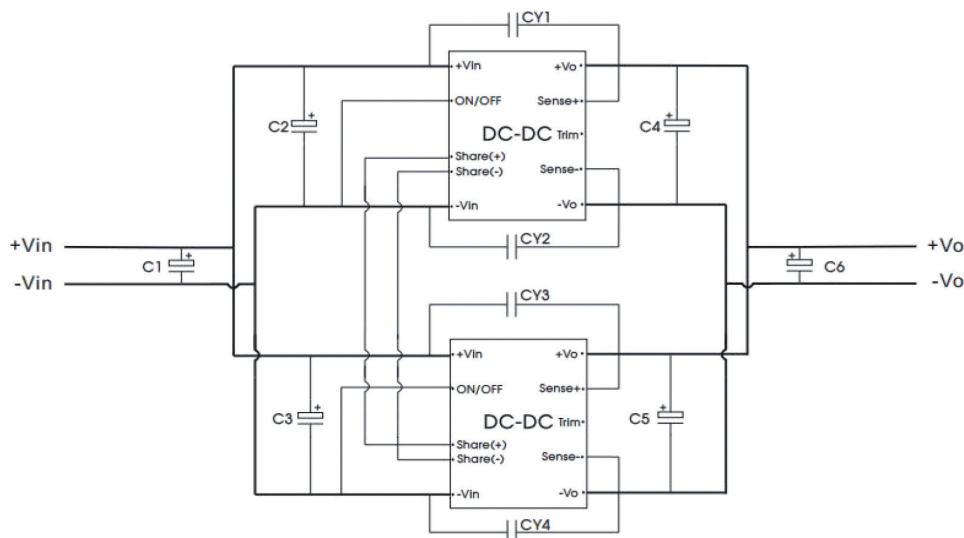 CY1
+Vin
+Vo
ON/OFF
Sense+
C2
C4
DC-DC
Trim
Share(+)
Share(-)
Sense-
-Vin
-Vo
CY2
+Vin
+Vo
C1
C6
-Vin
-Vo
CY3
+Vin
+Vo
ON/OFF
Sense+
C3
C5
DC-DC
Trim
Share(+)
Share(-)
Sense-
-Vin
-Vo
CY4